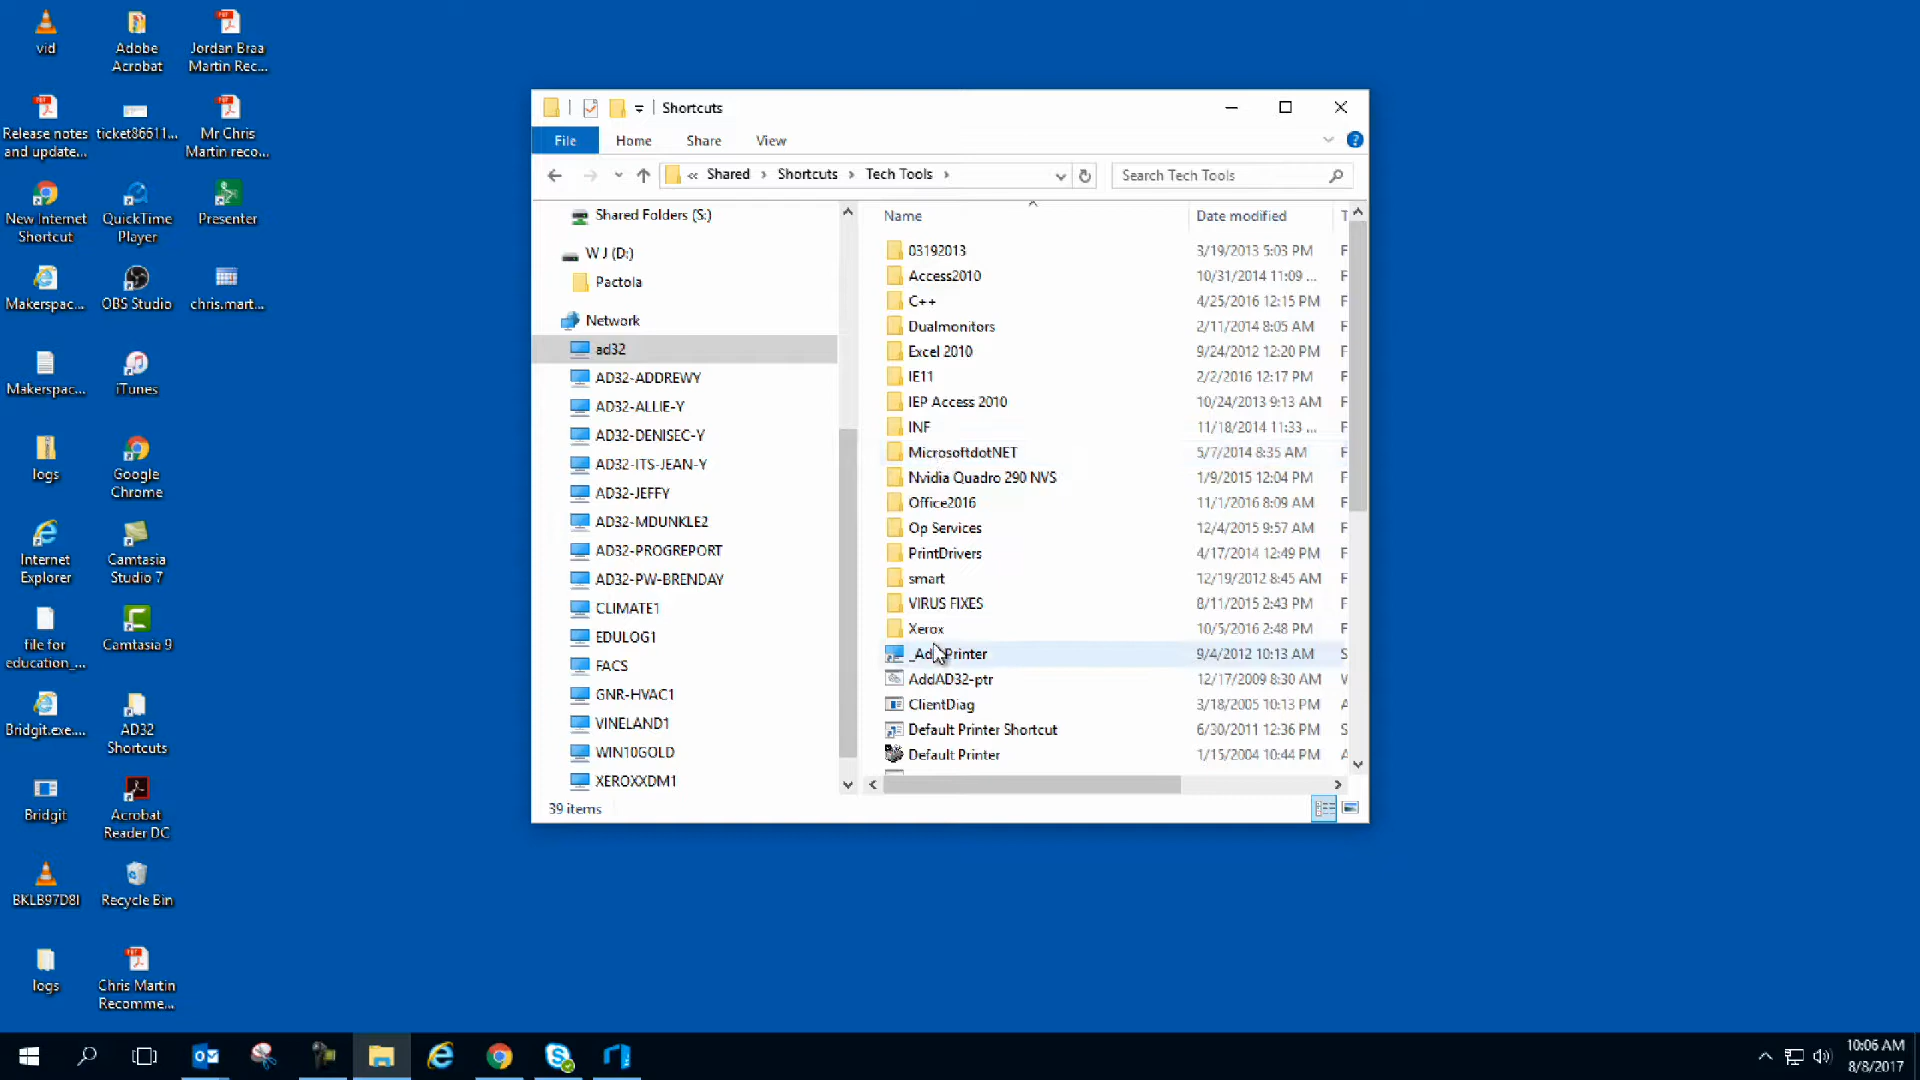 vid
Adobe
Acrobat
Jordan Braa
Martin Rec...
Release notes
and update...
ticket86611...
Mr Chris
Martin reco...
New Internet
Shortcut
QuickTime
Player
Presenter
Makerspac...
OBS Studio
chris.mart...
Makerspac...
iTunes
logs
Google
Chrome
Internet
Explorer
Camtasia
Studio 7
file for
education_...
Camtasia 9
Bridgit.exe....
AD32
Shortcuts
Bridgit
Acrobat
Reader DC
BKLB97D8I
Recycle Bin
logs
Chris Martin
Recomme...
Shortcuts
File Home Share View
« Shared › Shortcuts › Tech Tools ›
Search Tech Tools
Shared Folders (S:)
W J (D:)
Pactola
Network
ad32
AD32-ADDREWY
AD32-ALLIE-Y
AD32-DENISEC-Y
AD32-ITS-JEAN-Y
AD32-JEFFY
AD32-MDUNKLE2
AD32-PROGREPORT
AD32-PW-BRENDAY
CLIMATE1
EDULOG1
FACS
GNR-HVAC1
VINELAND1
WIN10GOLD
XEROXXDM1
Name Date modified T
03192013 3/19/2013 5:03 PM F
Access2010 10/31/2014 11:09 ... F
C++ 4/25/2016 12:15 PM F
Dualmonitors 2/11/2014 8:05 AM F
Excel 2010 9/24/2012 12:20 PM F
IE11 2/2/2016 12:17 PM F
IEP Access 2010 10/24/2013 9:13 AM F
INF 11/18/2014 11:33 ... F
MicrosoftdotNET 5/7/2014 8:35 AM F
Nvidia Quadro 290 NVS 1/9/2015 12:04 PM F
Office2016 11/1/2016 8:09 AM F
Op Services 12/4/2015 9:57 AM F
PrintDrivers 4/17/2014 12:49 PM F
smart 12/19/2012 8:45 AM F
VIRUS FIXES 8/11/2015 2:43 PM F
Xerox 10/5/2016 2:48 PM F
Printer 9/4/2012 10:13 AM S
AddAD32-ptr 12/17/2009 8:30 AM V
ClientDiag 3/18/2005 10:13 PM A
Default Printer Shortcut 6/30/2011 12:36 PM S
Default Printer 1/15/2004 10:44 PM A
39 items
10:06 AM
8/8/2017